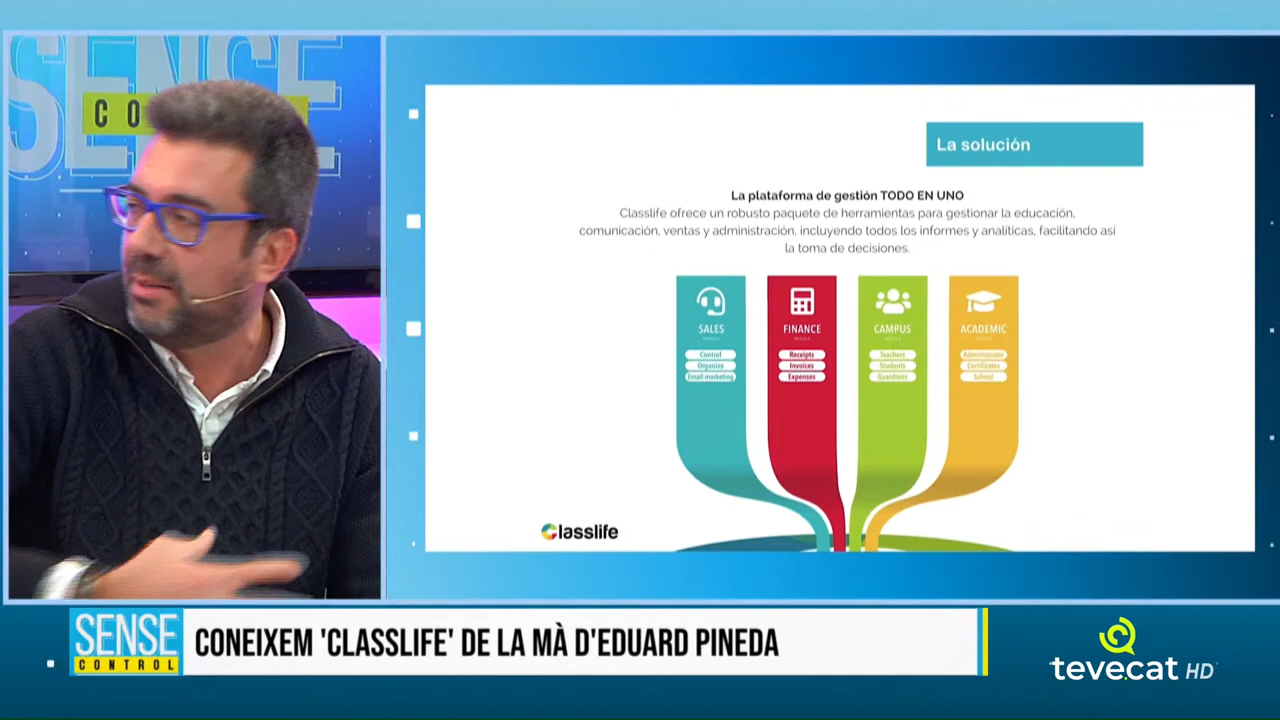 SENSE
CO
La solución
La plataforma de gestión TODO EN UNO
Classlife ofrece un robusto paquete de herramientas para gestionar la educación,
comunicación, ventas y administración, incluyendo todos los informes y analíticas, facilitando así
la toma de decisiones.
SALES
Control
Organize
Email marketing
FINANCE
Receipts
Invoices
Expenses
CAMPUS
Teachers
Students
Guardians
ACADEMIC
Administrator
Certificates
School
Classlife
SENSE
CONTROL
CONEIXEM 'CLASSLIFE' DE LA MÀ D'EDUARD PINEDA
teve.cat HD